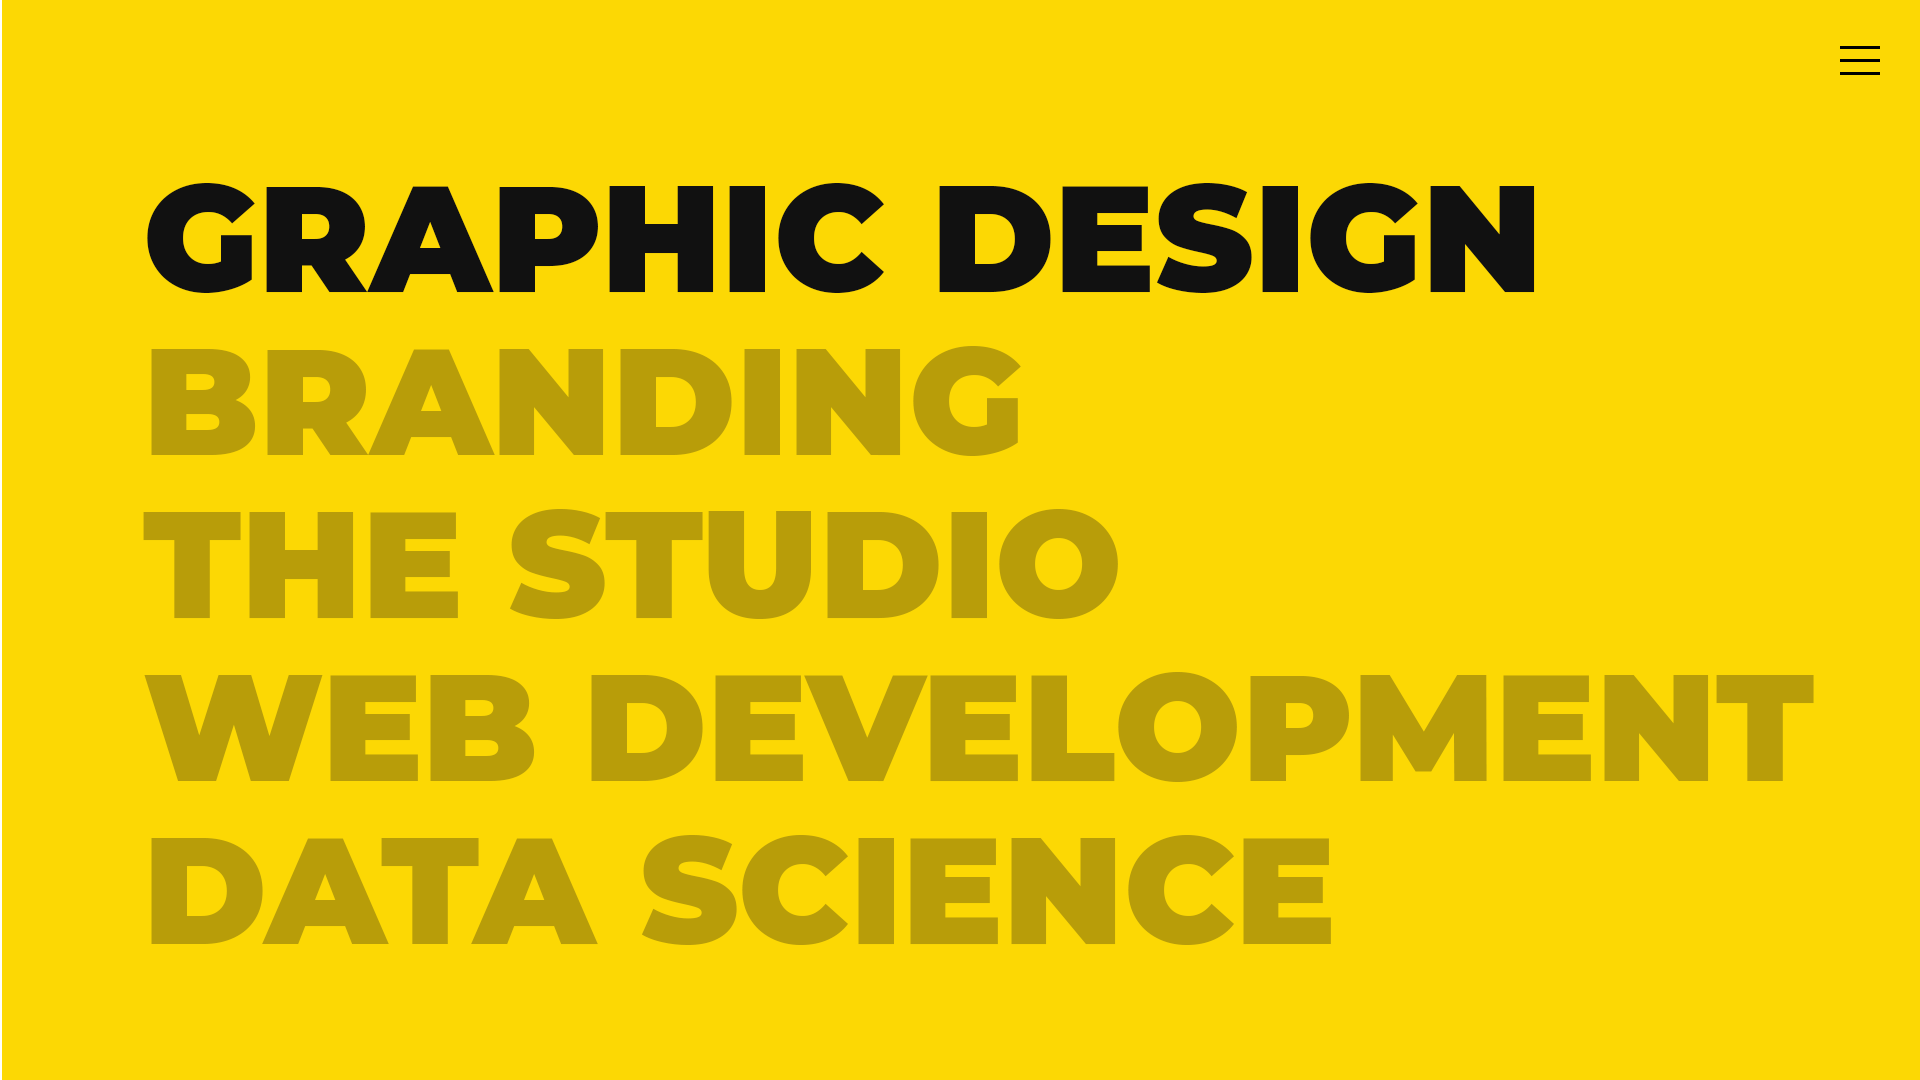 GRAPHIC DESIGN
BRANDING
THE STUDIO
WEB DEVELOPMENT
DATA SCIENCE